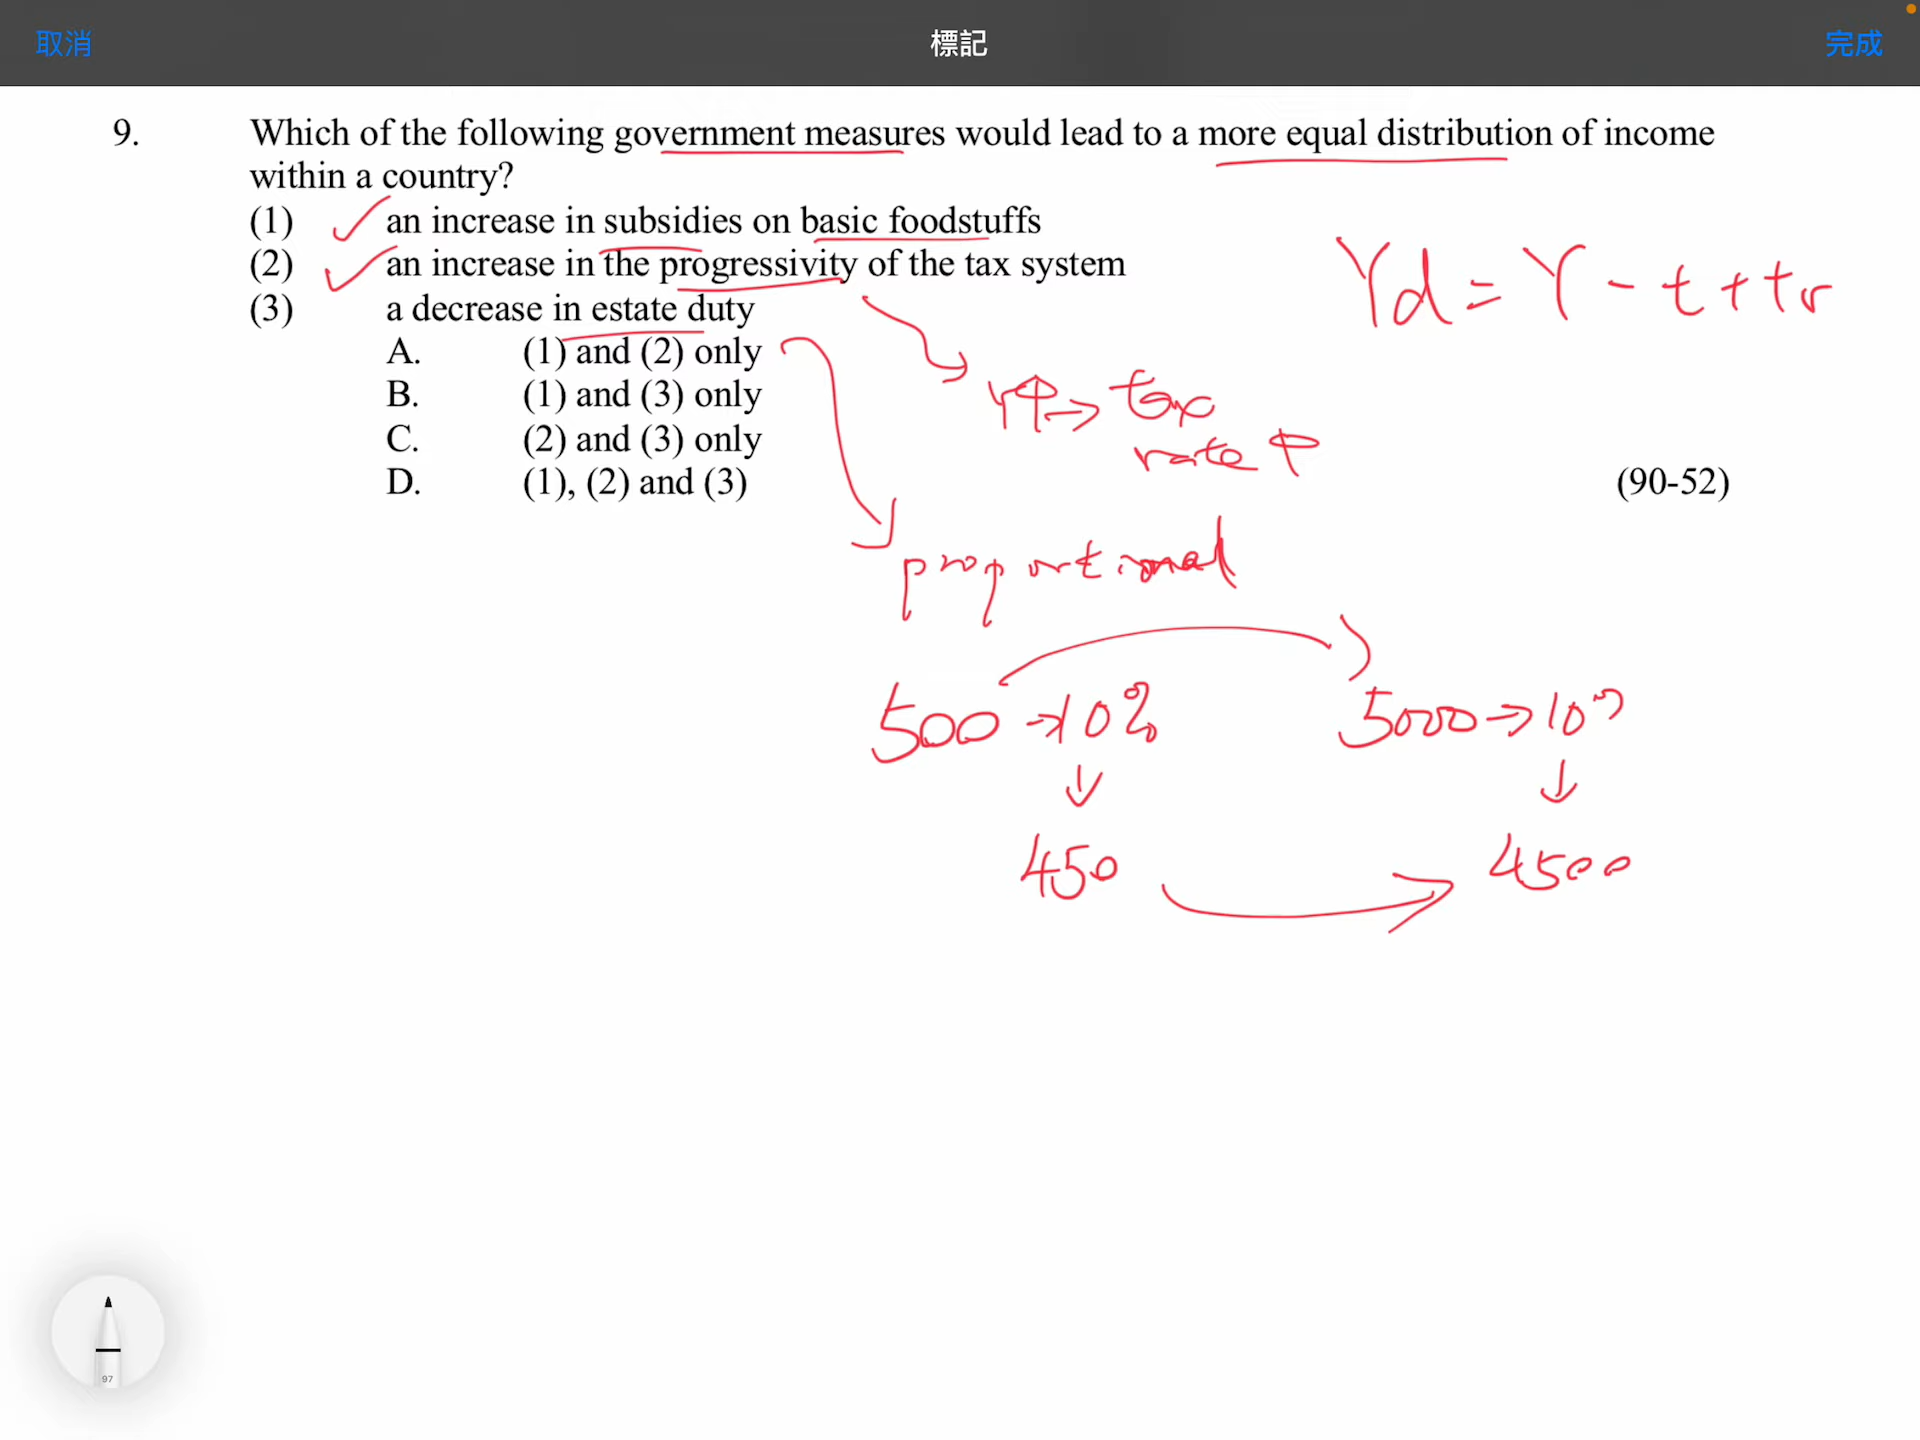 取消 標記 完成
9. Which of the following government measures would lead to a more equal distribution of income
within a country?
(1) an increase in subsidies on basic foodstuffs
(2) an increase in the progressivity of the tax system
(3) a decrease in estate duty
A. (1) and (2) only
B. (1) and (3) only
C. (2) and (3) only
D. (1), (2) and (3)
(90-52)
Yd = Y - t + tr
Y↑ → tax
rate ↑
proportional
500 → 10% 5000 → 10%
↓ ↓
450 4500
97